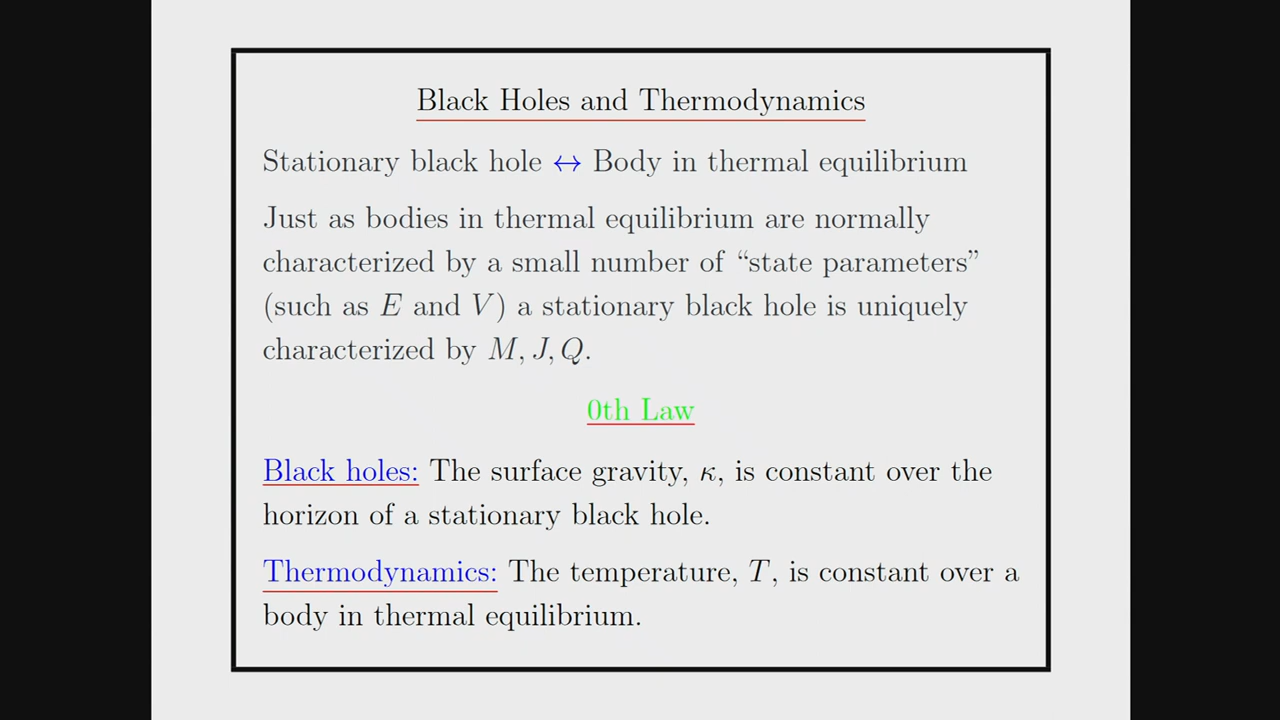 Black Holes and Thermodynamics
Stationary black hole ↔ Body in thermal equilibrium
Just as bodies in thermal equilibrium are normally
characterized by a small number of “state parameters”
(such as E and V) a stationary black hole is uniquely
characterized by M, J, Q.
0th Law
Black holes: The surface gravity, κ, is constant over the
horizon of a stationary black hole.
Thermodynamics: The temperature, T, is constant over a
body in thermal equilibrium.